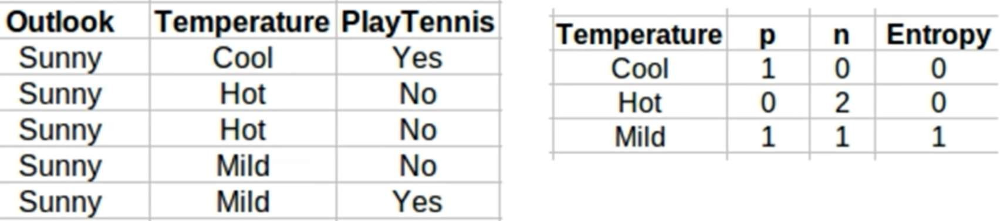 Outlook Temperature PlayTennis
Sunny Cool Yes
Sunny Hot No
Sunny Hot No
Sunny Mild No
Sunny Mild Yes
Temperature p n Entropy
Cool 1 0 0
Hot 0 2 0
Mild 1 1 1